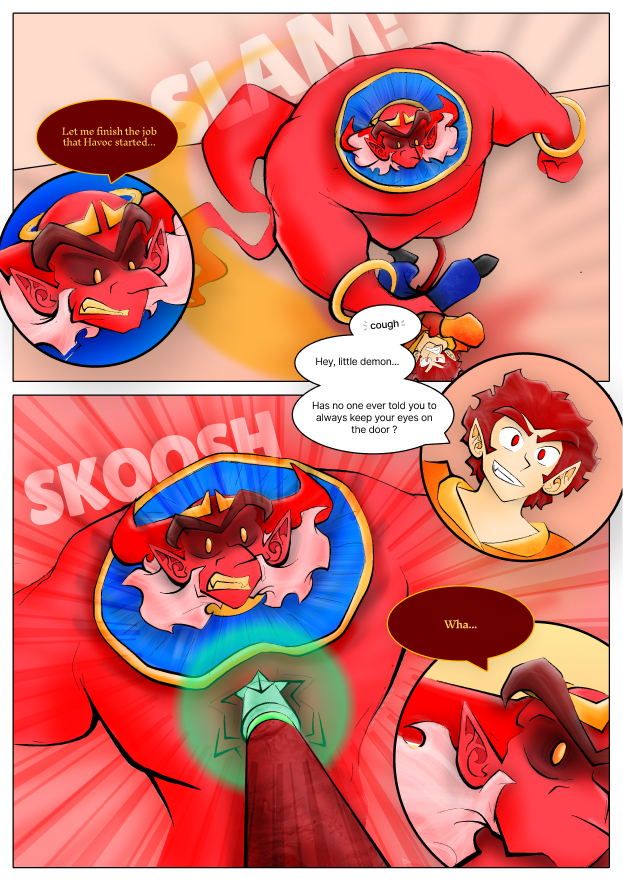 SLAM!
Let me finish the job
that Havoc started...
cough
Hey, little demon...
Has no one ever told you to
always keep your eyes on
the door ?
SKOOSH
Wha...